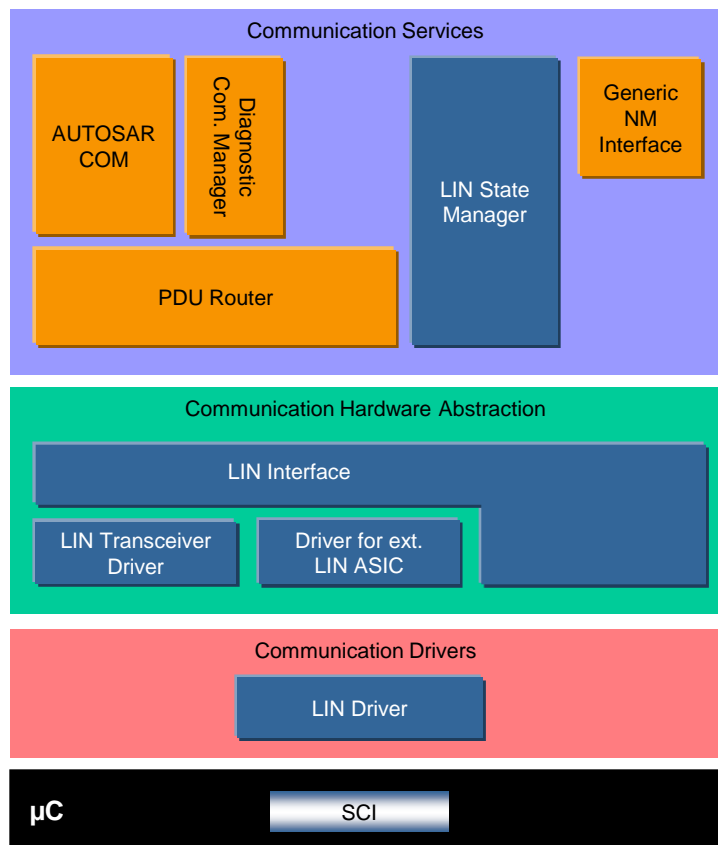 Communication Services
AUTOSAR
COM
Diagnostic
Com. Manager
LIN State
Manager
Generic
NM
Interface
PDU Router
Communication Hardware Abstraction
LIN Interface
LIN Transceiver
Driver
Driver for ext.
LIN ASIC
Communication Drivers
LIN Driver
µC
SCI